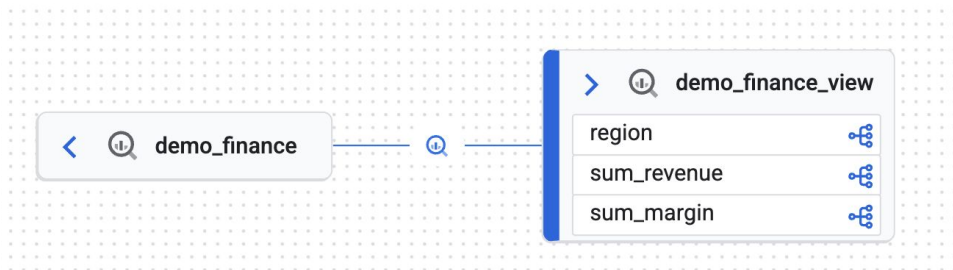 demo_finance
demo_finance_view
region
sum_revenue
sum_margin